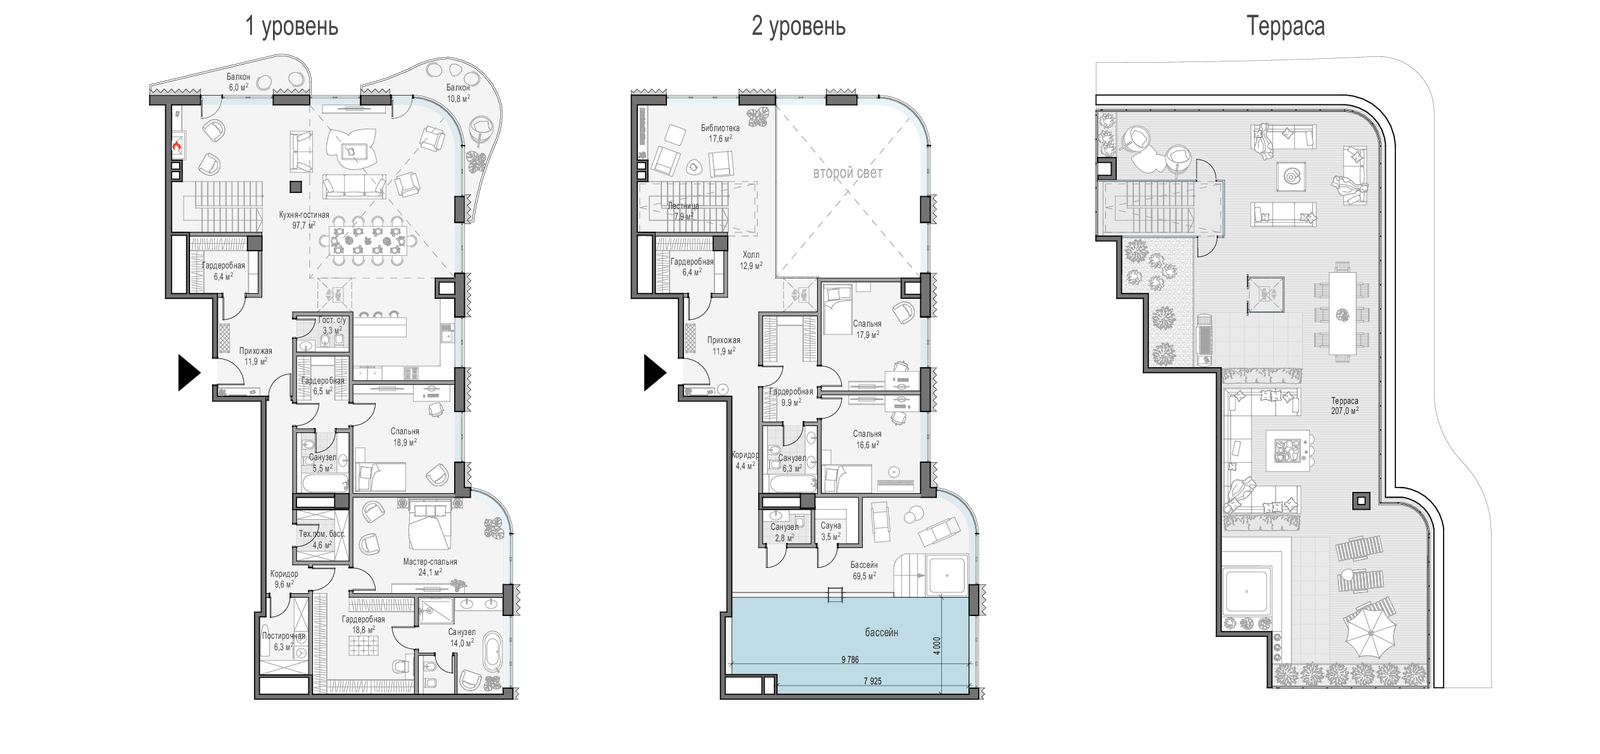 1 уровень
2 уровень
Терраса
Балкон
6,0 м²
Балкон
10,8 м²
Кухня-гостиная
97,7 м²
Гардеробная
6,4 м²
Гост. с/у
3,3 м²
Прихожая
11,9 м²
Гардеробная
6,5 м²
Спальня
18,9 м²
Санузел
5,5 м²
Тех.пом. басс.
4,6 м²
Мастер-спальня
24,1 м²
Коридор
9,6 м²
Гардеробная
18,8 м²
Постирочная
6,3 м²
Санузел
14,0 м²
Библиотека
17,6 м²
второй свет
Лестница
7,9 м²
Холл
12,9 м²
Гардеробная
6,4 м²
Спальня
17,9 м²
Прихожая
11,9 м²
Гардеробная
9,9 м²
Спальня
16,6 м²
Коридор
4,4 м²
Санузел
6,3 м²
Санузел
2,8 м²
Сауна
3,5 м²
Бассейн
69,5 м²
бассейн
4 000
9 786
7 925
Терраса
207,0 м²